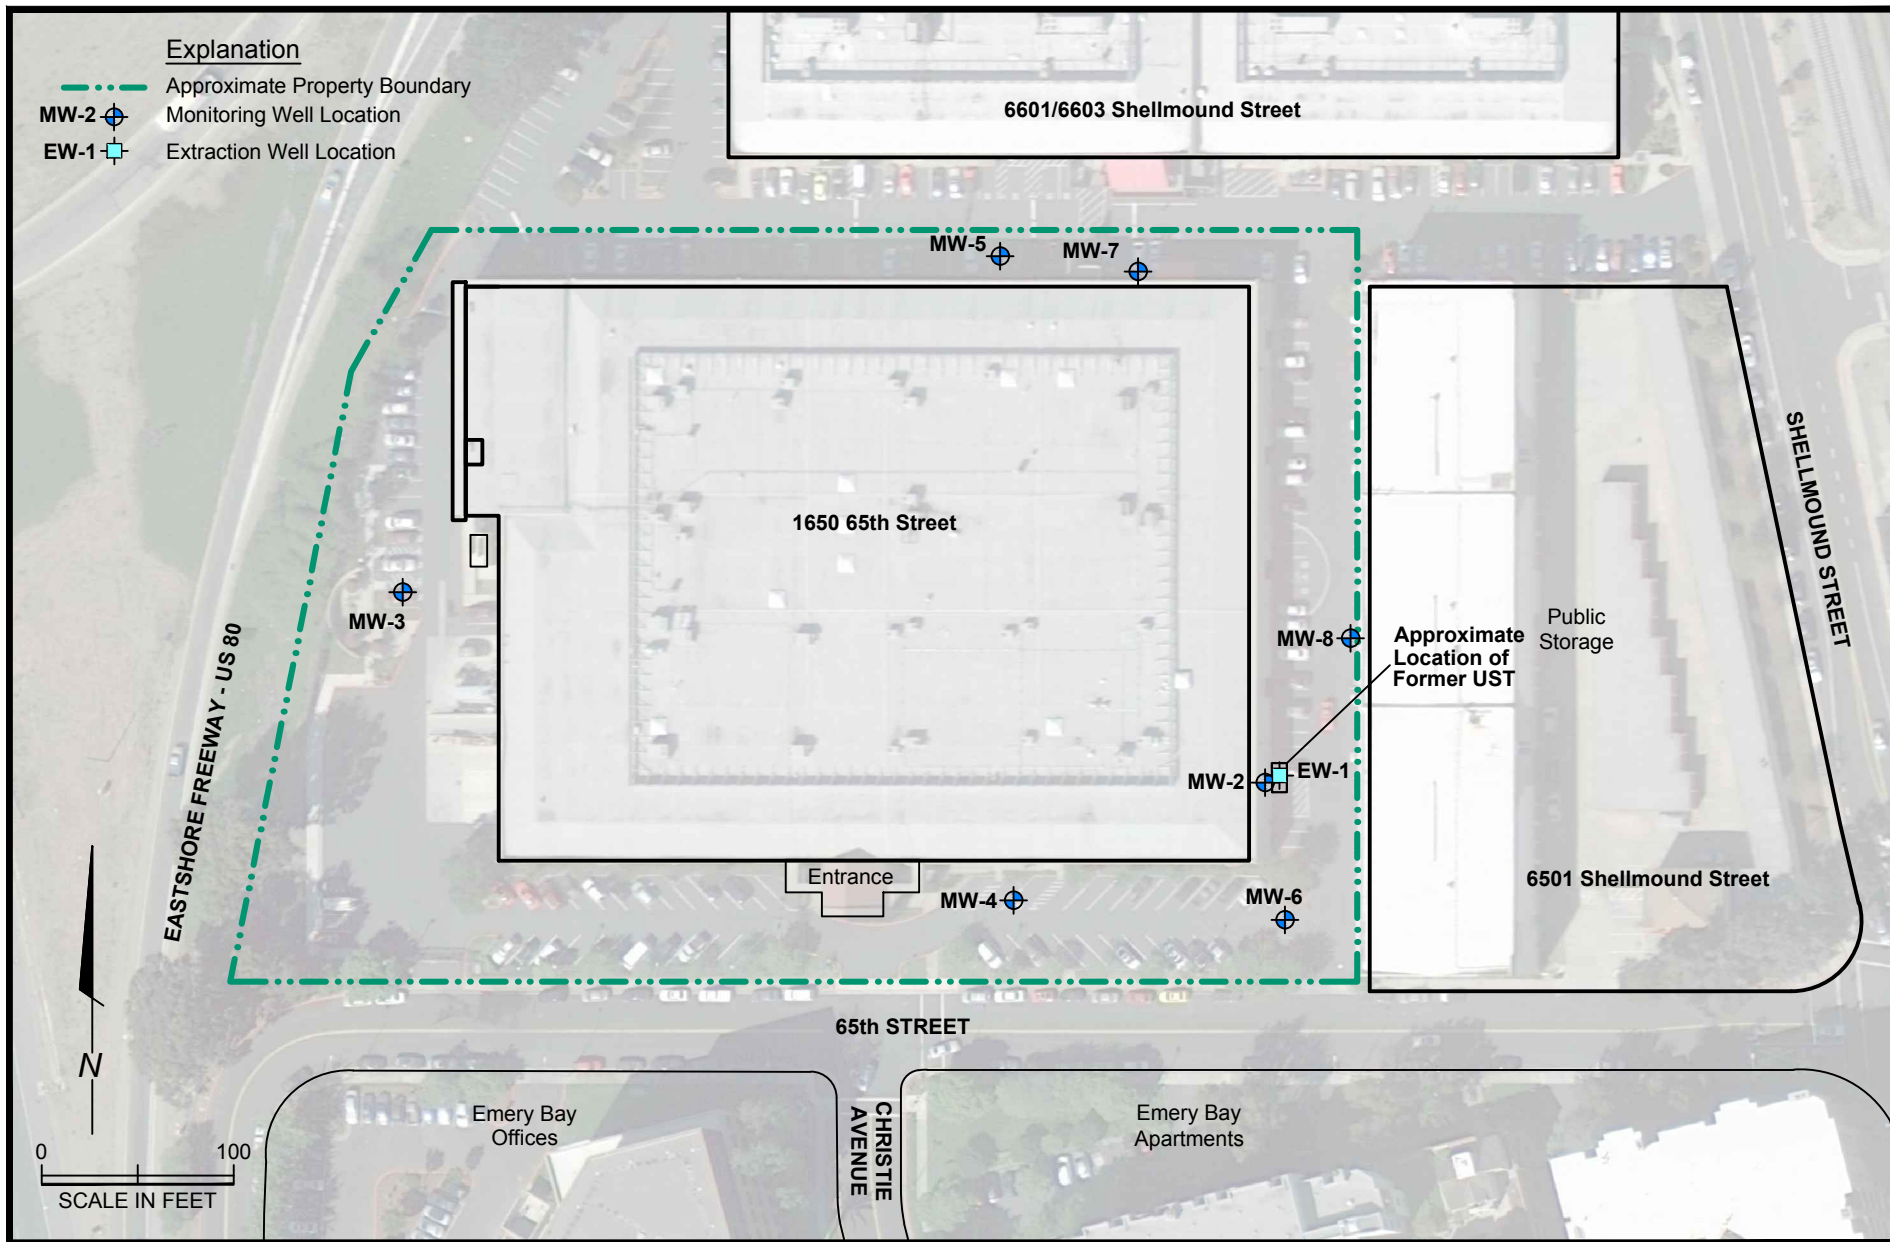 Explanation
Approximate Property Boundary
MW-2
Monitoring Well Location
EW-1
Extraction Well Location
6601/6603 Shellmound Street
MW-5
MW-7
1650 65th Street
SHELLMOUND STREET
MW-3
MW-8
Approximate
Location of
Former UST
Public
Storage
EASTSHORE FREEWAY - US 80
MW-2
EW-1
Entrance
MW-4
MW-6
6501 Shellmound Street
65th STREET
N
CHRISTIE
AVENUE
Emery Bay
Offices
Emery Bay
Apartments
0 100
SCALE IN FEET